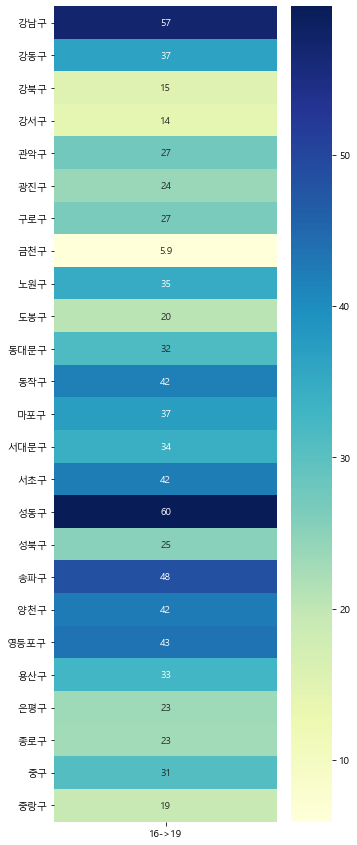 강남구 57
강동구 37
강북구 15
강서구 14
관악구 27
광진구 24
구로구 27
금천구 5.9
노원구 35
도봉구 20
동대문구 32
동작구 42
마포구 37
서대문구 34
서초구 42
성동구 60
성북구 25
송파구 48
양천구 42
영등포구 43
용산구 33
은평구 23
종로구 23
중구 31
중랑구 19
16->19
50
40
30
20
10